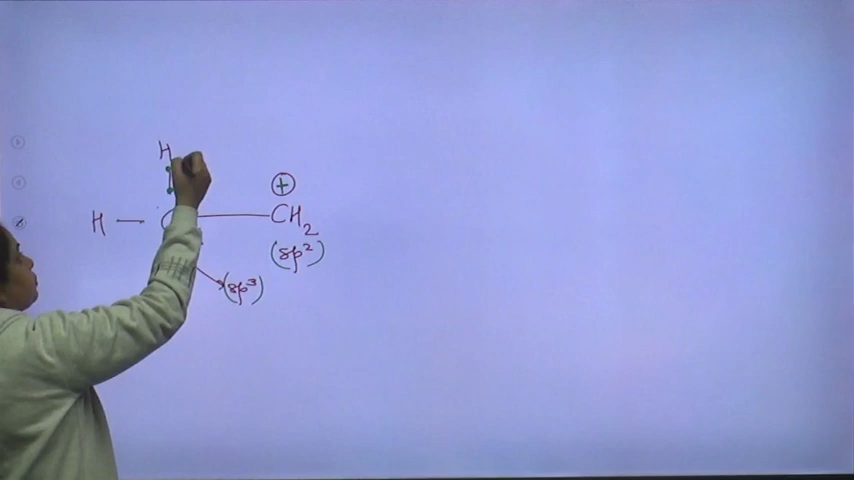 H
⊕
H — C — CH₂
(sp²)
(sp³)